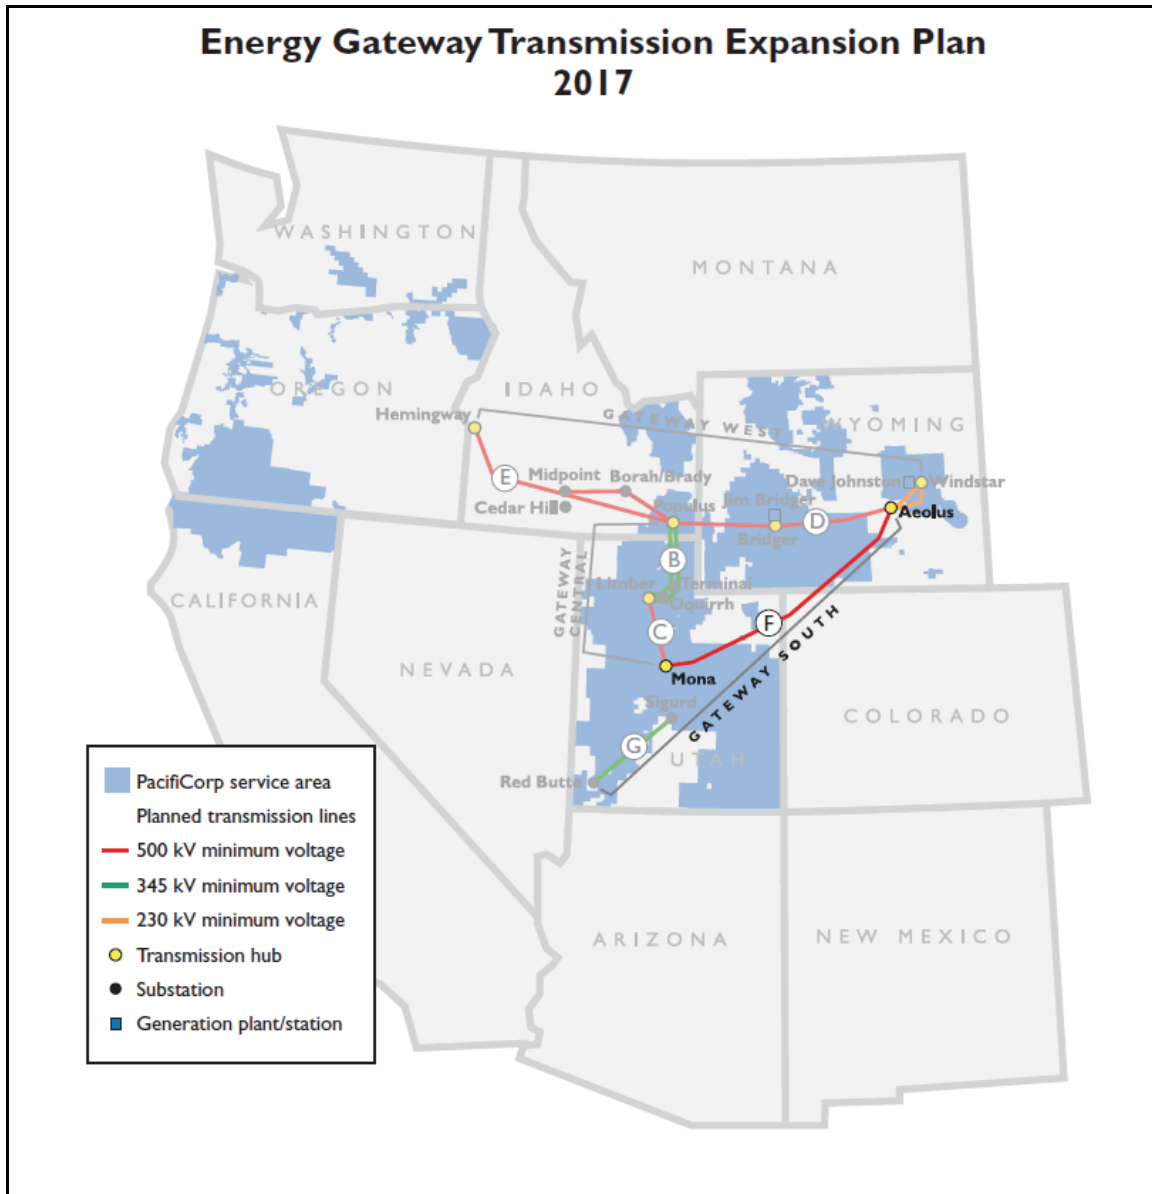 Energy Gateway Transmission Expansion Plan
2017
WASHINGTON
MONTANA
OREGON
IDAHO
Hemingway
GATEWAY WEST
WYOMING
E
Midpoint
Borah/Brady
Dave Johnston
Windstar
Cedar Hill
Populus
Jim Bridger
D
Aeolus
Bridger
B
GATEWAY
CENTRAL
Limber
Terminal
Oquirrh
CALIFORNIA
C
F
NEVADA
Mona
GATEWAY SOUTH
Sigurd
COLORADO
G
UTAH
Red Butte
PacifiCorp service area
Planned transmission lines
500 kV minimum voltage
345 kV minimum voltage
230 kV minimum voltage
Transmission hub
Substation
Generation plant/station
ARIZONA
NEW MEXICO